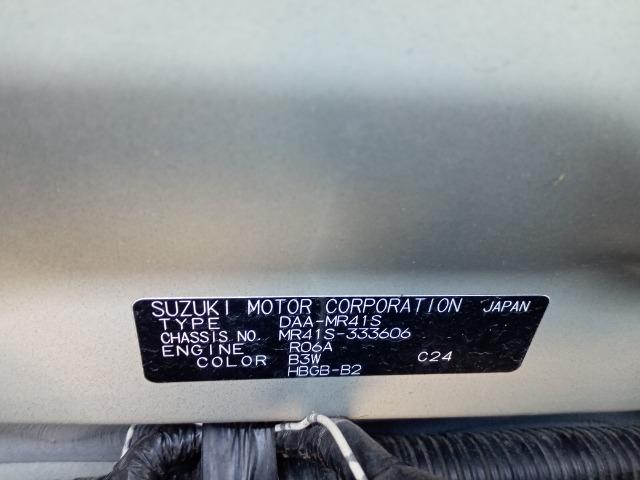 SUZUKI MOTOR CORPORATION JAPAN
TYPE DAA-MR41S
CHASSIS NO. MR41S-333606
ENGINE R06A
COLOR B3W C24
HBGB-B2